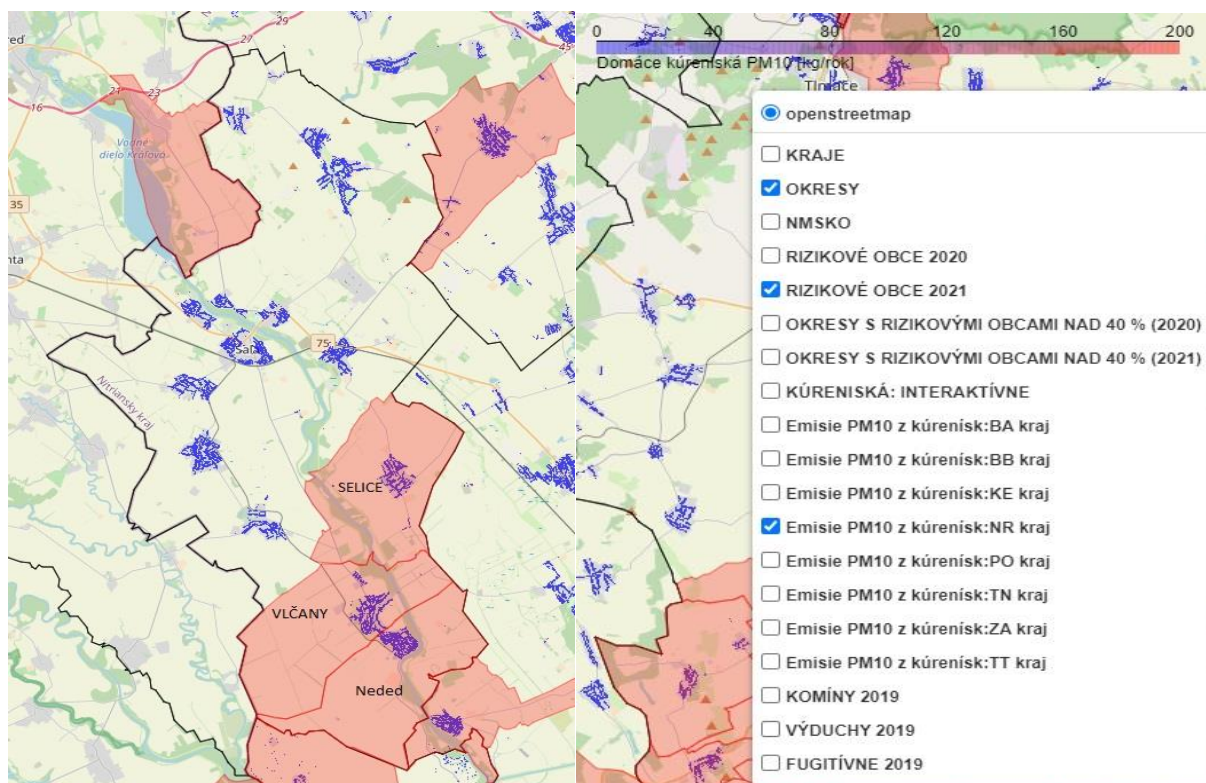 29
27
45
red
21
23
16
Vodné
dielo Kráľová
35
nta
75
Šaľa
Nitriansky kraj
SELICE
VLČANY
Neded
0 40 80 120 160 200
Domáce kúreniská PM10 [kg/rok]
Tlmače
openstreetmap
KRAJE
OKRESY
NMSKO
RIZIKOVÉ OBCE 2020
RIZIKOVÉ OBCE 2021
OKRESY S RIZIKOVÝMI OBCAMI NAD 40 % (2020)
OKRESY S RIZIKOVÝMI OBCAMI NAD 40 % (2021)
KÚRENISKÁ: INTERAKTÍVNE
Emisie PM10 z kúrenísk:BA kraj
Emisie PM10 z kúrenísk:BB kraj
Emisie PM10 z kúrenísk:KE kraj
Emisie PM10 z kúrenísk:NR kraj
Emisie PM10 z kúrenísk:PO kraj
Emisie PM10 z kúrenísk:TN kraj
Emisie PM10 z kúrenísk:ZA kraj
Emisie PM10 z kúrenísk:TT kraj
KOMÍNY 2019
VÝDUCHY 2019
FUGITÍVNE 2019